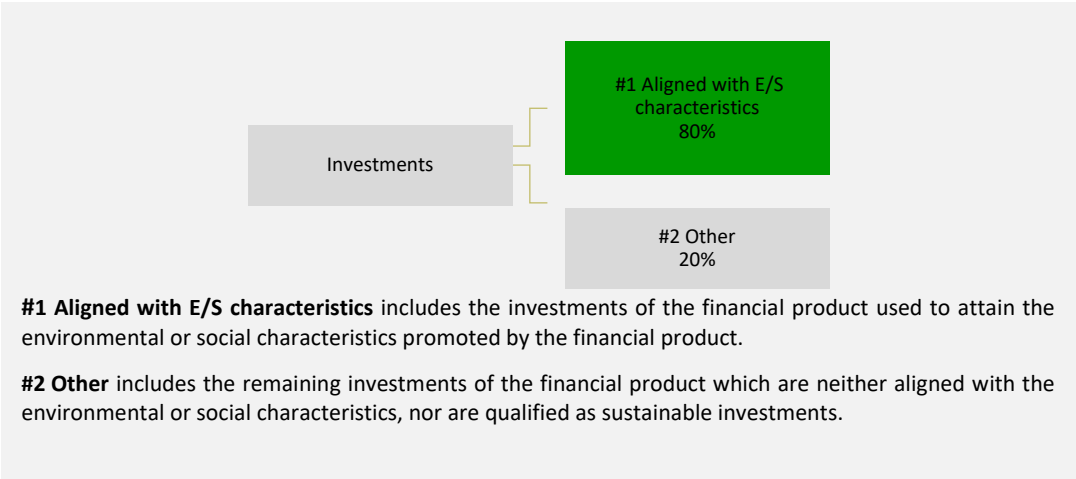 #1 Aligned with E/S
characteristics
80%
Investments
#2 Other
20%
#1 Aligned with E/S characteristics includes the investments of the financial product used to attain the
environmental or social characteristics promoted by the financial product.
#2 Other includes the remaining investments of the financial product which are neither aligned with the
environmental or social characteristics, nor are qualified as sustainable investments.